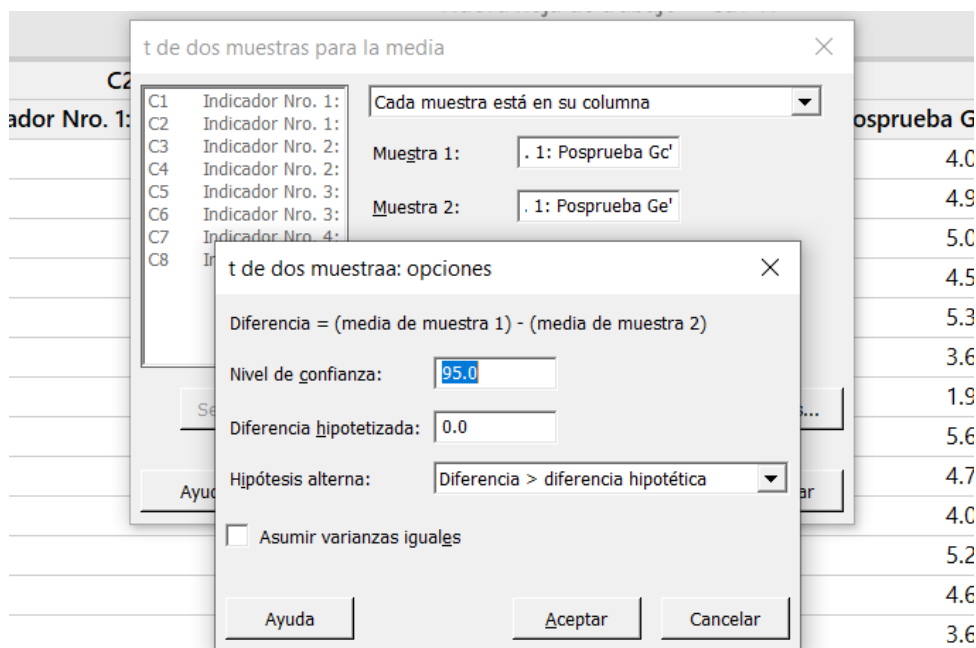 t de dos muestras para la media
C2
ador Nro. 1:
osprueba G
C1 Indicador Nro. 1:
C2 Indicador Nro. 1:
C3 Indicador Nro. 2:
C4 Indicador Nro. 2:
C5 Indicador Nro. 3:
C6 Indicador Nro. 3:
C7 Indicador Nro. 4:
C8
Cada muestra está en su columna
Muestra 1: . 1: Posprueba Gc'
Muestra 2: . 1: Posprueba Ge'
t de dos muestraa: opciones
Diferencia = (media de muestra 1) - (media de muestra 2)
Nivel de confianza: 95.0
Diferencia hipotetizada: 0.0
Hipótesis alterna: Diferencia > diferencia hipotética
Asumir varianzas iguales
Ayuda Aceptar Cancelar
Se
s...
Ayud
ar
4.0
4.9
5.0
4.5
5.3
3.6
1.9
5.6
4.7
4.0
5.2
4.6
3.6